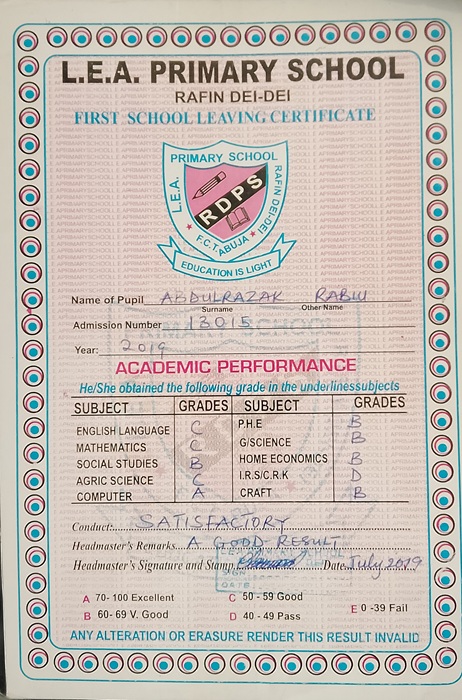 L.E.A. PRIMARY SCHOOL
RAFIN DEI-DEI
FIRST SCHOOL LEAVING CERTIFICATE
PRIMARY SCHOOL
L.E.A.
RAFIN DEI-DEI
RDPS
F.C.T. ABUJA
EDUCATION IS LIGHT
Name of Pupil ABDULRAZAK RABIU
Surname Other Name
Admission Number 13015
Year: 2019
ACADEMIC PERFORMANCE
He/She obtained the following grade in the underlinessubjects
SUBJECT GRADES SUBJECT GRADES
ENGLISH LANGUAGE C P.H.E B
MATHEMATICS C G/SCIENCE B
SOCIAL STUDIES B HOME ECONOMICS B
AGRIC SCIENCE C I.R.S/C.R.K D
COMPUTER A CRAFT B
Conduct: SATISFACTORY
Headmaster's Remarks A GOOD RESULT
Headmaster's Signature and Stamp Date July 2019
A 70- 100 Excellent C 50 - 59 Good E 0 -39 Fail
B 60- 69 V. Good D 40 - 49 Pass
ANY ALTERATION OR ERASURE RENDER THIS RESULT INVALID